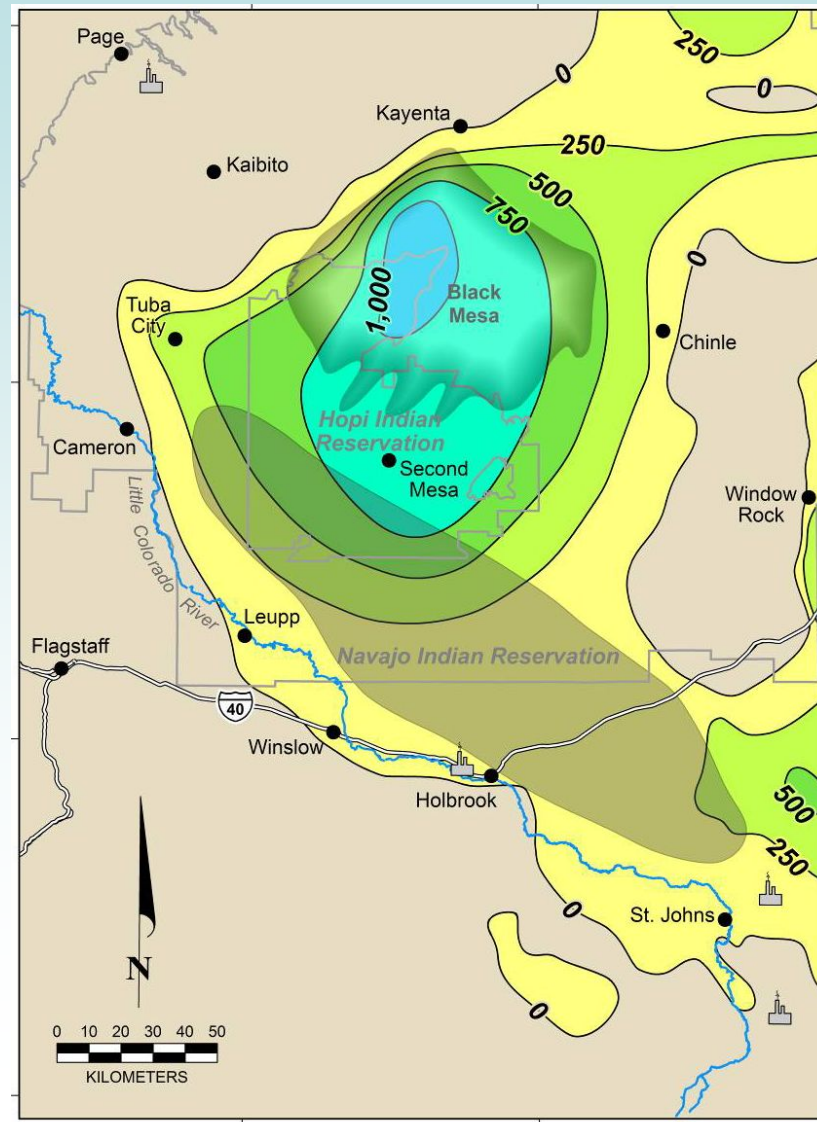 Page
250
0
0
Kayenta
250
Kaibito
500
750
0
1,000
Black
Mesa
Tuba
City
Chinle
Hopi Indian
Reservation
Cameron
Second
Mesa
Window
Rock
Little Colorado River
Leupp
Flagstaff
Navajo Indian Reservation
40
Winslow
Holbrook
500
250
0
St. Johns
N
0
0 10 20 30 40 50
KILOMETERS